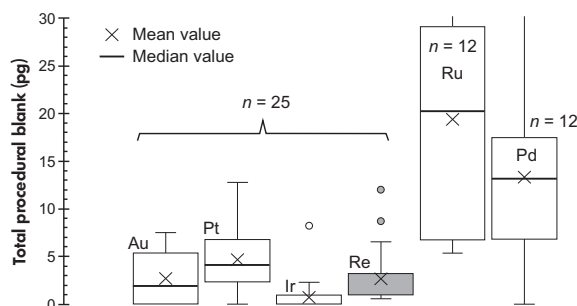 Total procedural blank (pg)
30
25
20
15
10
5
0
Mean value
Median value
n = 25
Au
Pt
Ir
Re
n = 12
Ru
n = 12
Pd